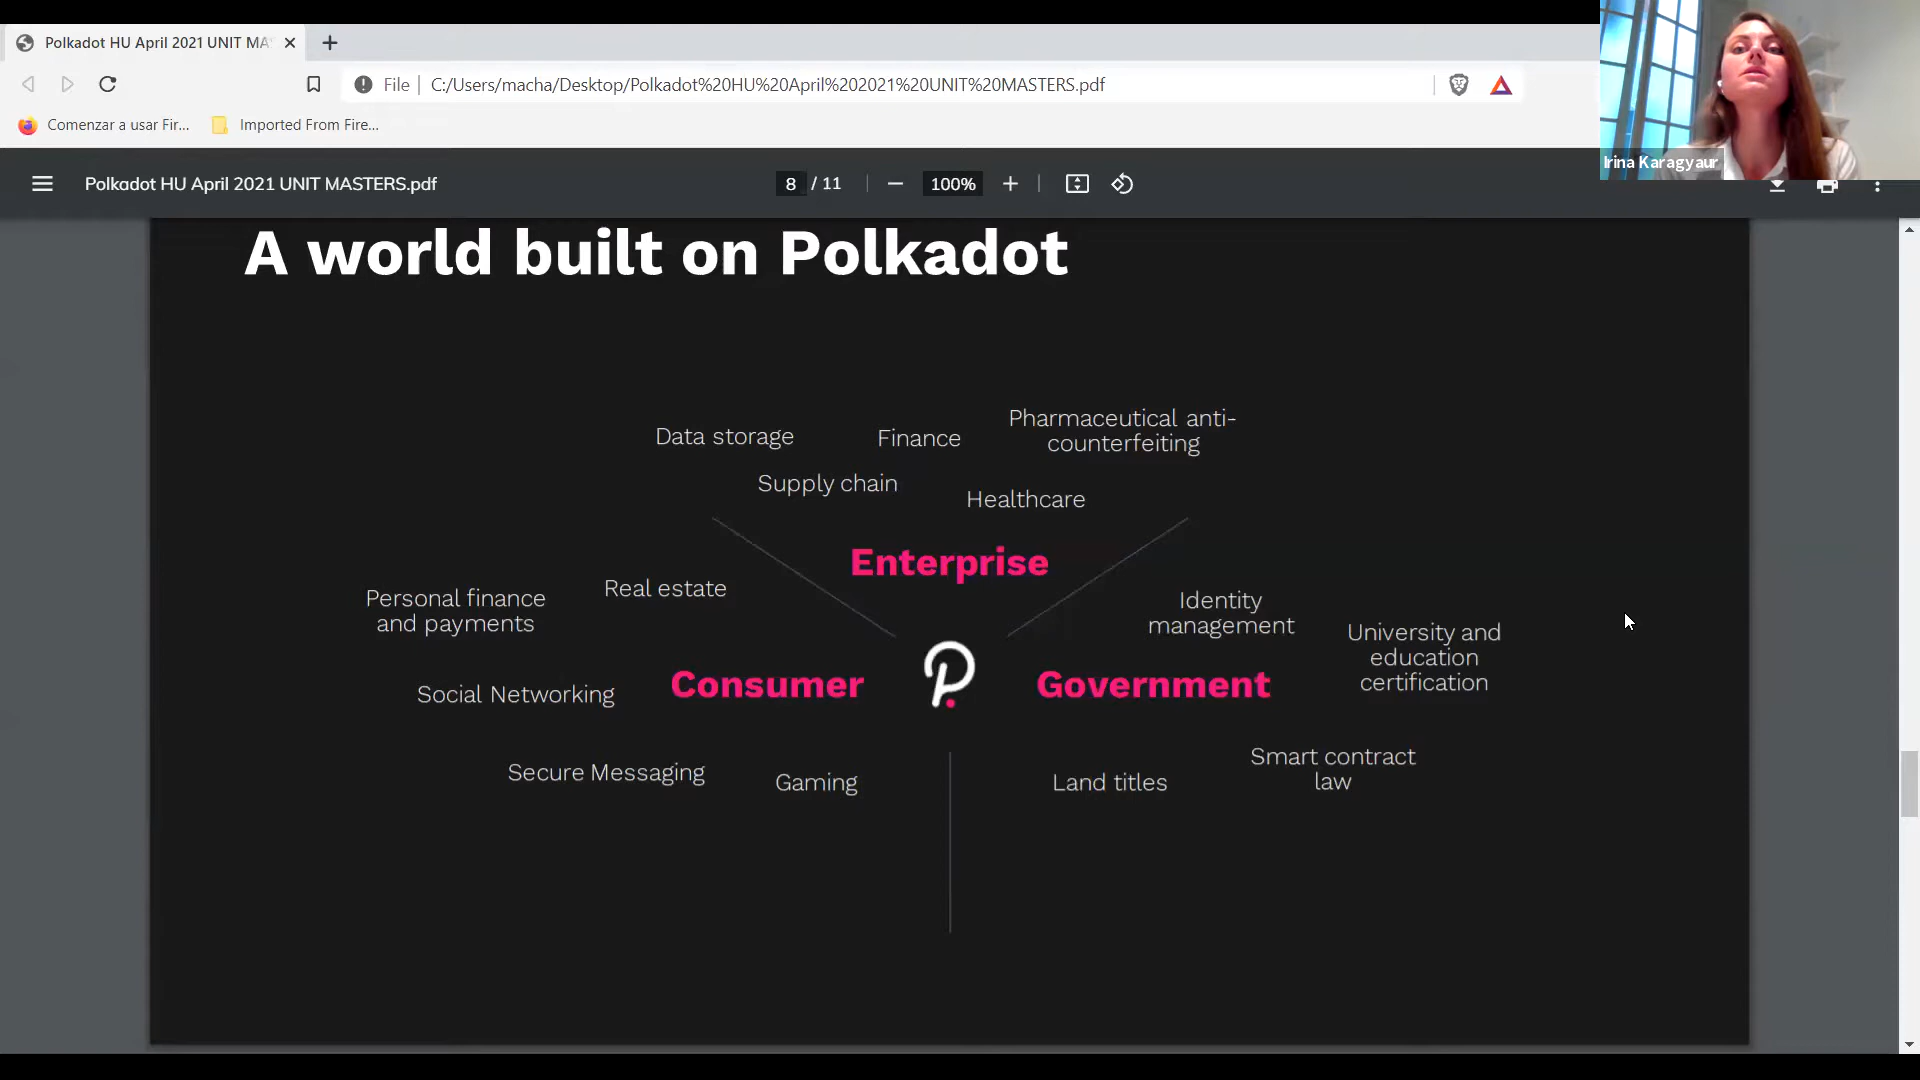 Polkadot HU April 2021 UNIT MA
File
C:/Users/macha/Desktop/Polkadot%20HU%20April%202021%20UNIT%20MASTERS.pdf
Comenzar a usar Fir...
Imported From Fire...
Irina Karagyaur
Polkadot HU April 2021 UNIT MASTERS.pdf
8 / 11
100%
A world built on Polkadot
Data storage
Finance
Pharmaceutical anti-
counterfeiting
Supply chain
Healthcare
Enterprise
Personal finance
and payments
Real estate
Identity
management
University and
education
certification
Social Networking
Consumer
Government
Secure Messaging
Gaming
Land titles
Smart contract
law